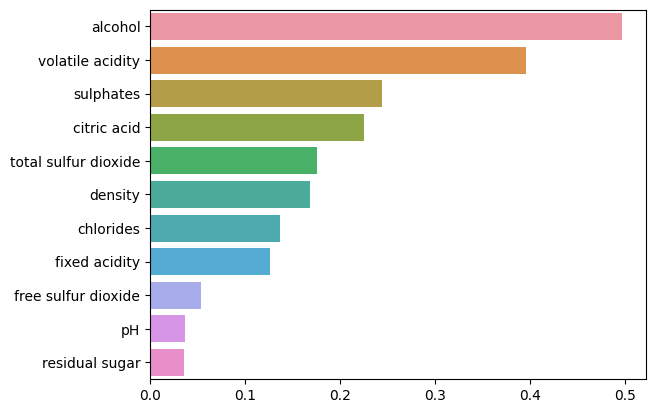 alcohol
volatile acidity
sulphates
citric acid
total sulfur dioxide
density
chlorides
fixed acidity
free sulfur dioxide
pH
residual sugar
0.0 0.1 0.2 0.3 0.4 0.5